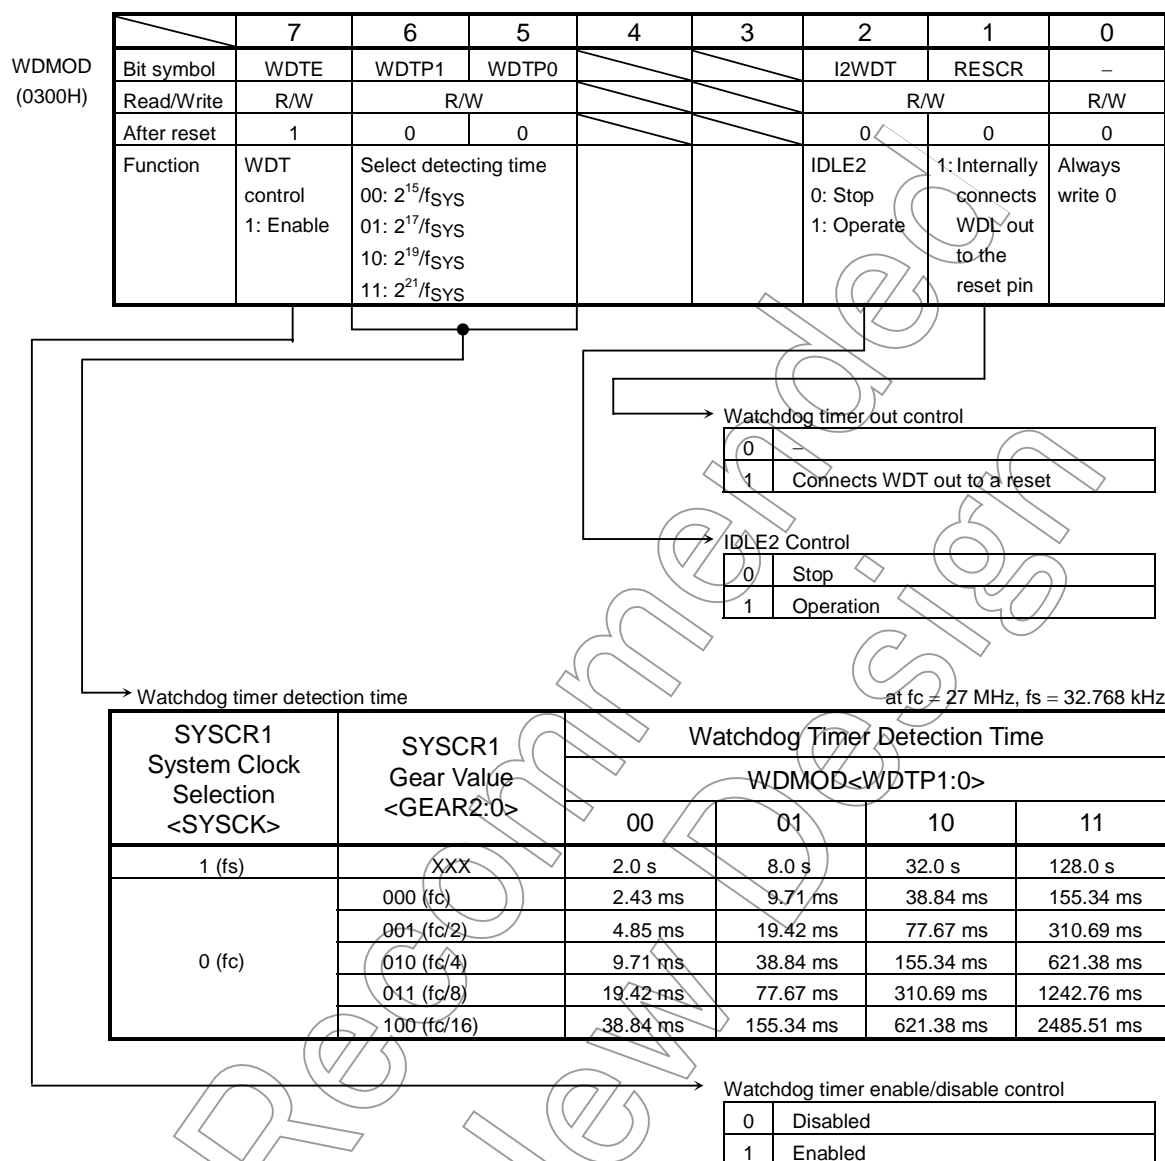 7 6 5 4 3 2 1 0
WDMOD
(0300H)
Bit symbol WDTE WDTP1 WDTP0 I2WDT RESCR –
Read/Write R/W R/W R/W R/W
After reset 1 0 0 0 0 0
Function WDT Select detecting time IDLE2 1: Internally Always
control 00: 2^15/fSYS 0: Stop connects write 0
1: Enable 01: 2^17/fSYS 1: Operate WDL out
10: 2^19/fSYS to the
11: 2^21/fSYS reset pin
Watchdog timer out control
0 –
1 Connects WDT out to a reset
IDLE2 Control
0 Stop
1 Operation
Watchdog timer detection time at fc = 27 MHz, fs = 32.768 kHz
SYSCR1
System Clock
Selection
<SYSCK>
SYSCR1
Gear Value
<GEAR2:0>
Watchdog Timer Detection Time
WDMOD<WDTP1:0>
00 01 10 11
1 (fs) XXX 2.0 s 8.0 s 32.0 s 128.0 s
0 (fc)
000 (fc) 2.43 ms 9.71 ms 38.84 ms 155.34 ms
001 (fc/2) 4.85 ms 19.42 ms 77.67 ms 310.69 ms
010 (fc/4) 9.71 ms 38.84 ms 155.34 ms 621.38 ms
011 (fc/8) 19.42 ms 77.67 ms 310.69 ms 1242.76 ms
100 (fc/16) 38.84 ms 155.34 ms 621.38 ms 2485.51 ms
Watchdog timer enable/disable control
0 Disabled
1 Enabled
Recommended
ew Design